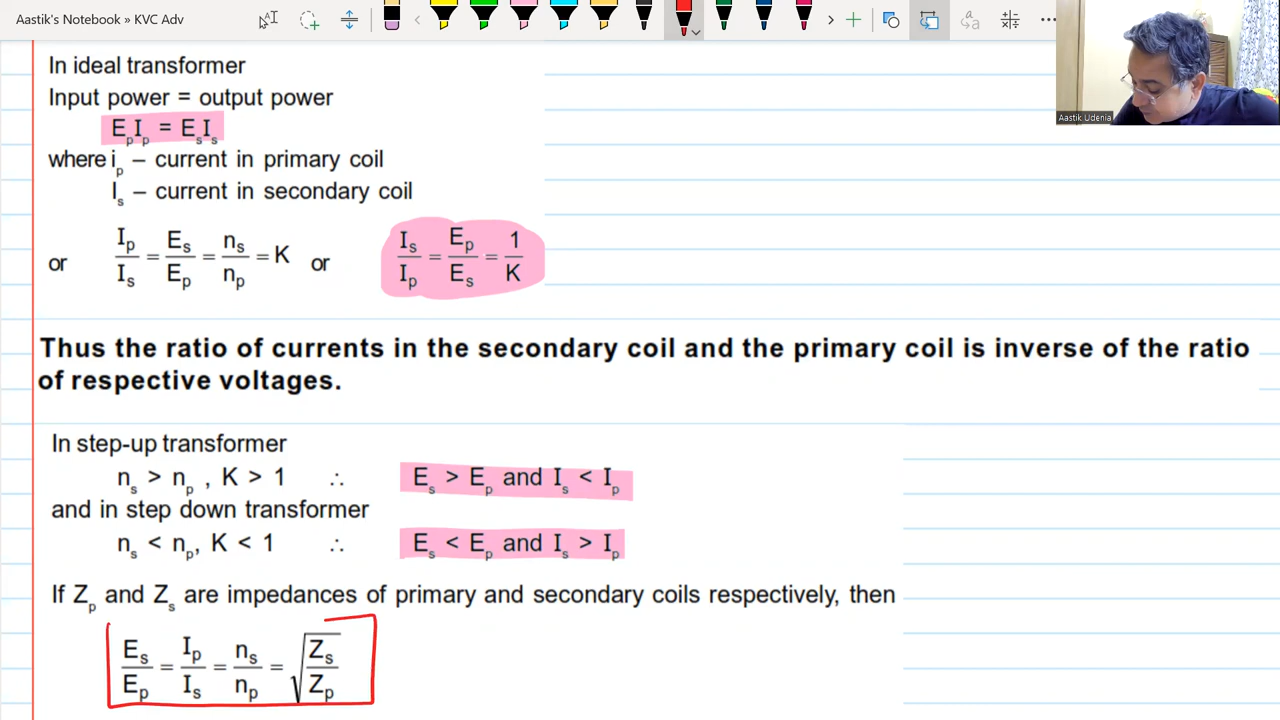 Aastik's Notebook » KVC Adv
Aastik Udenia
In ideal transformer
Input power = output power
EₚIₚ = EₛIₛ
where iₚ – current in primary coil
Iₛ – current in secondary coil
or Iₚ/Iₛ = Eₛ/Eₚ = nₛ/nₚ = K or Iₛ/Iₚ = Eₚ/Eₛ = 1/K
Thus the ratio of currents in the secondary coil and the primary coil is inverse of the ratio
of respective voltages.
In step-up transformer
nₛ > nₚ , K > 1 ∴ Eₛ > Eₚ and Iₛ < Iₚ
and in step down transformer
nₛ < nₚ, K < 1 ∴ Eₛ < Eₚ and Iₛ > Iₚ
If Zₚ and Zₛ are impedances of primary and secondary coils respectively, then
Eₛ/Eₚ = Iₚ/Iₛ = nₛ/nₚ = √(Zₛ/Zₚ)